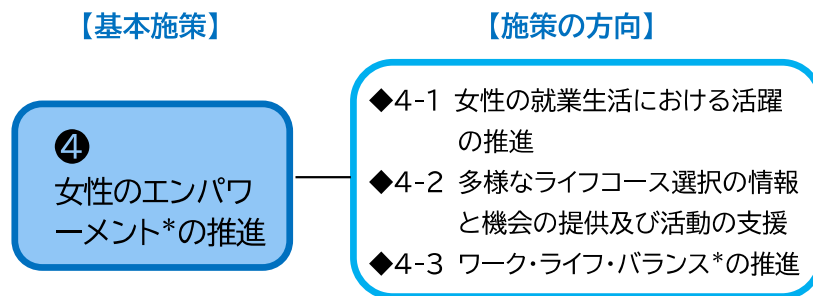 【基本施策】
【施策の方向】
❹
女性のエンパワ
ーメント*の推進
◆4-1 女性の就業生活における活躍
の推進
◆4-2 多様なライフコース選択の情報
と機会の提供及び活動の支援
◆4-3 ワーク・ライフ・バランス*の推進